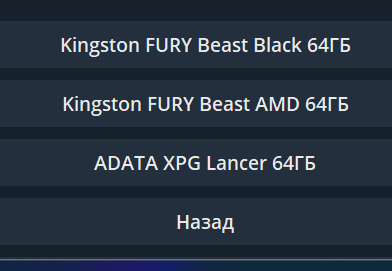 Kingston FURY Beast Black 64ГБ
Kingston FURY Beast AMD 64ГБ
ADATA XPG Lancer 64ГБ
Назад